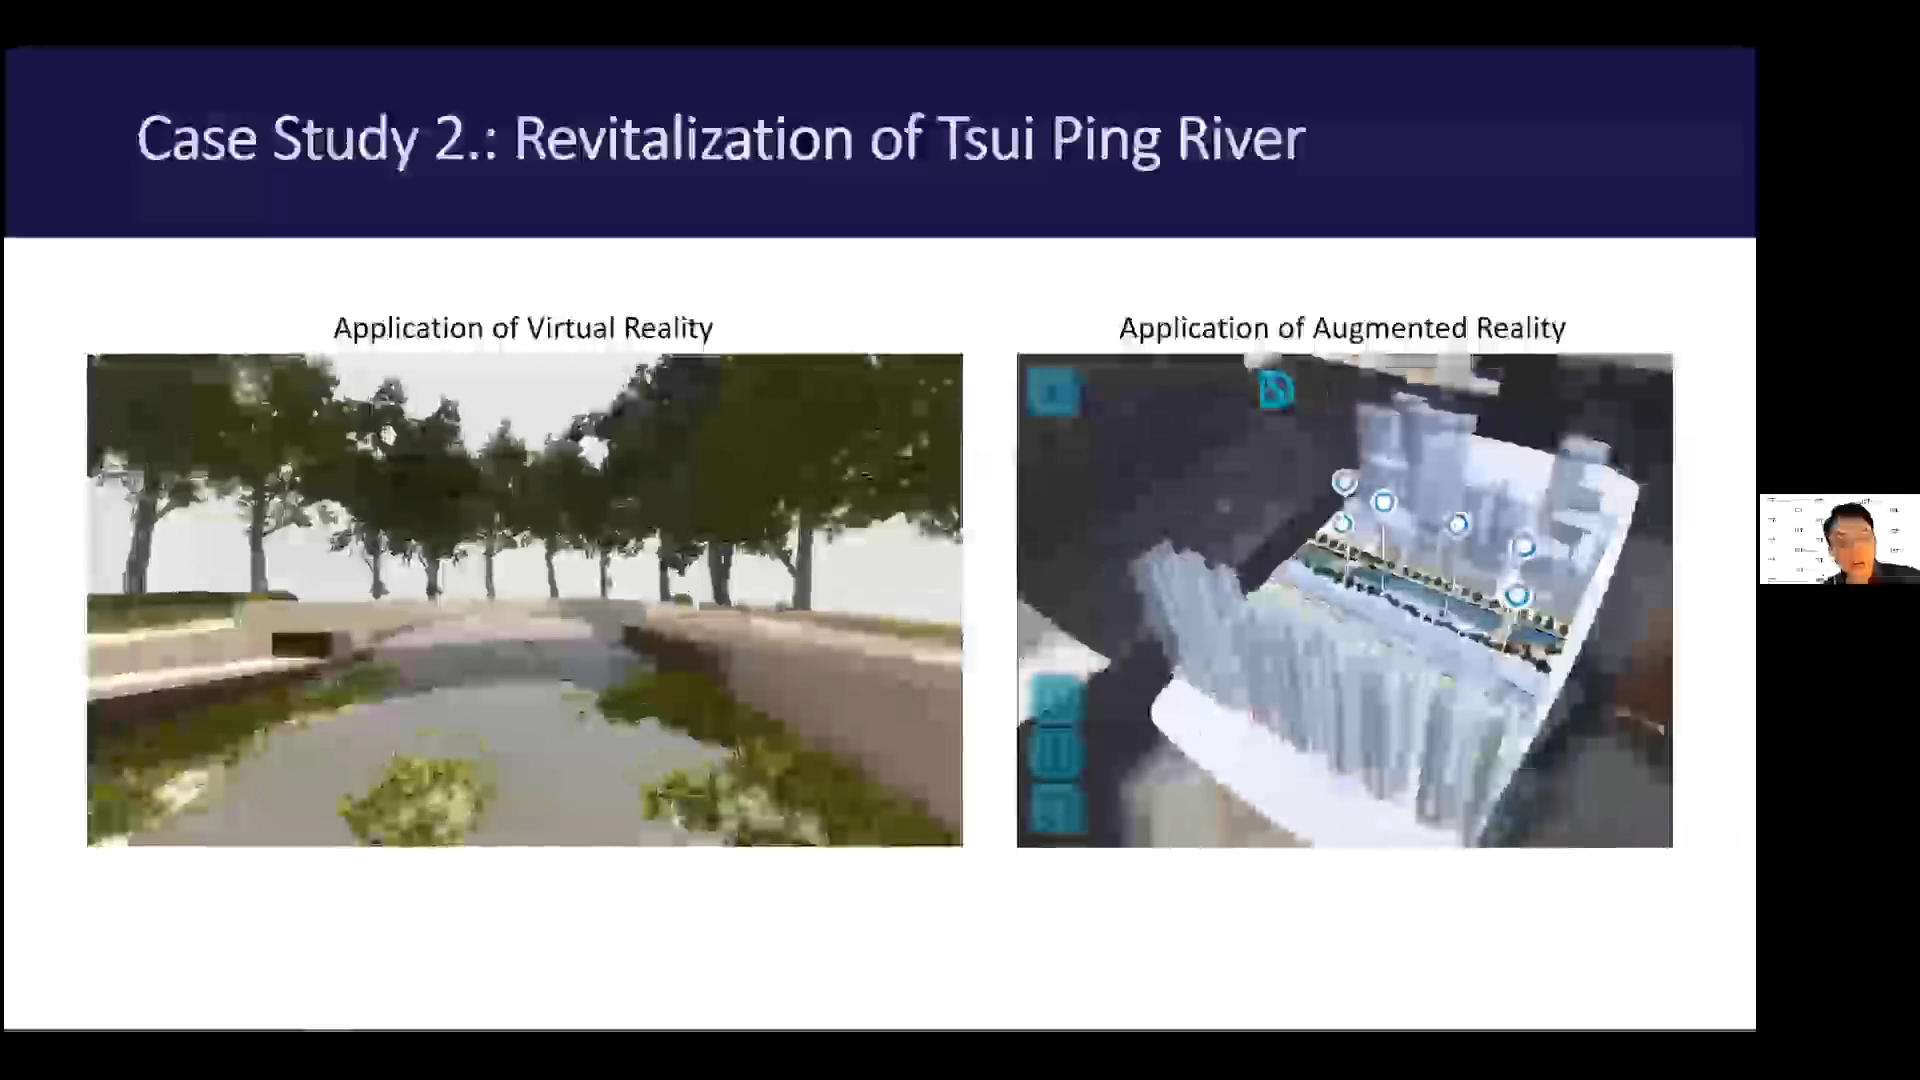 Case Study 2.: Revitalization of Tsui Ping River
Application of Virtual Reality
Application of Augmented Reality